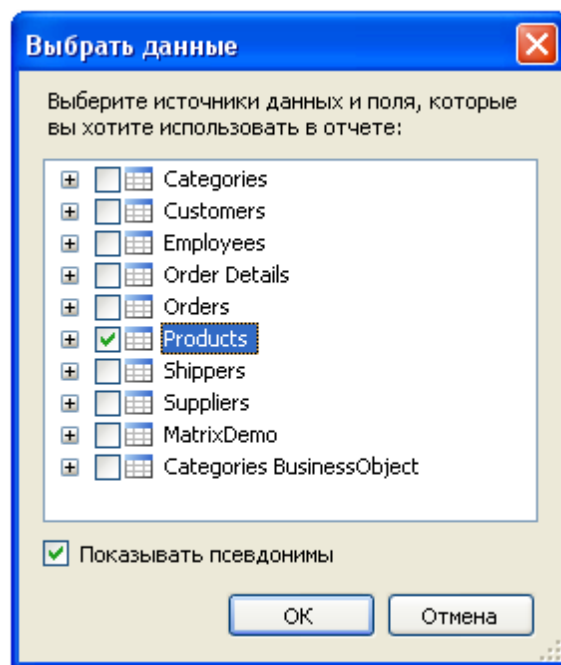 Выбрать данные
Выберите источники данных и поля, которые
вы хотите использовать в отчете:
Categories
Customers
Employees
Order Details
Orders
Products
Shippers
Suppliers
MatrixDemo
Categories BusinessObject
Показывать псевдонимы
ОК
Отмена